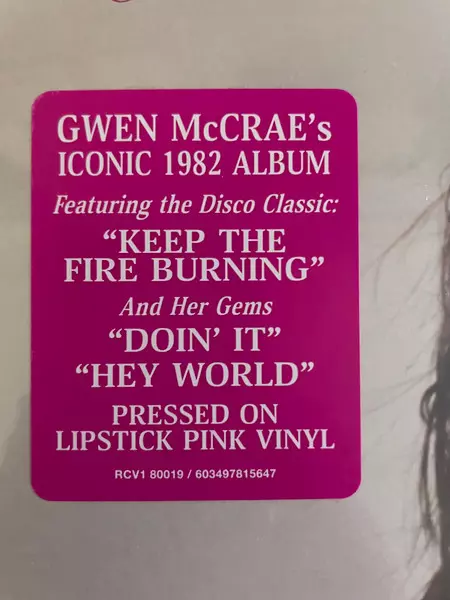 GWEN McCRAE's
ICONIC 1982 ALBUM
Featuring the Disco Classic:
“KEEP THE
FIRE BURNING”
And Her Gems
“DOIN’ IT”
“HEY WORLD”
PRESSED ON
LIPSTICK PINK VINYL
RCV1 80019 / 603497815647